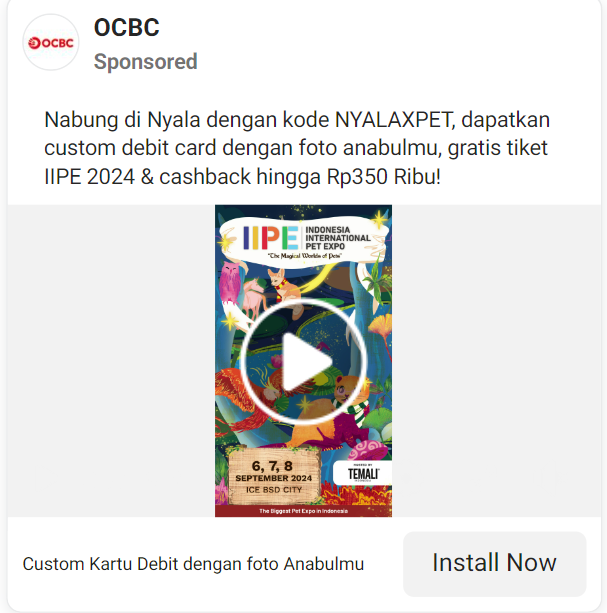 OCBC
OCBC
Sponsored
Nabung di Nyala dengan kode NYALAXPET, dapatkan
custom debit card dengan foto anabulmu, gratis tiket
IIPE 2024 & cashback hingga Rp350 Ribu!
IIPE
INDONESIA
INTERNATIONAL
PET EXPO
"The Magical Worlds of Pets"
6, 7, 8
SEPTEMBER 2024
ICE BSD CITY
TEMALI
The Biggest Pet Expo in Indonesia
Custom Kartu Debit dengan foto Anabulmu
Install Now